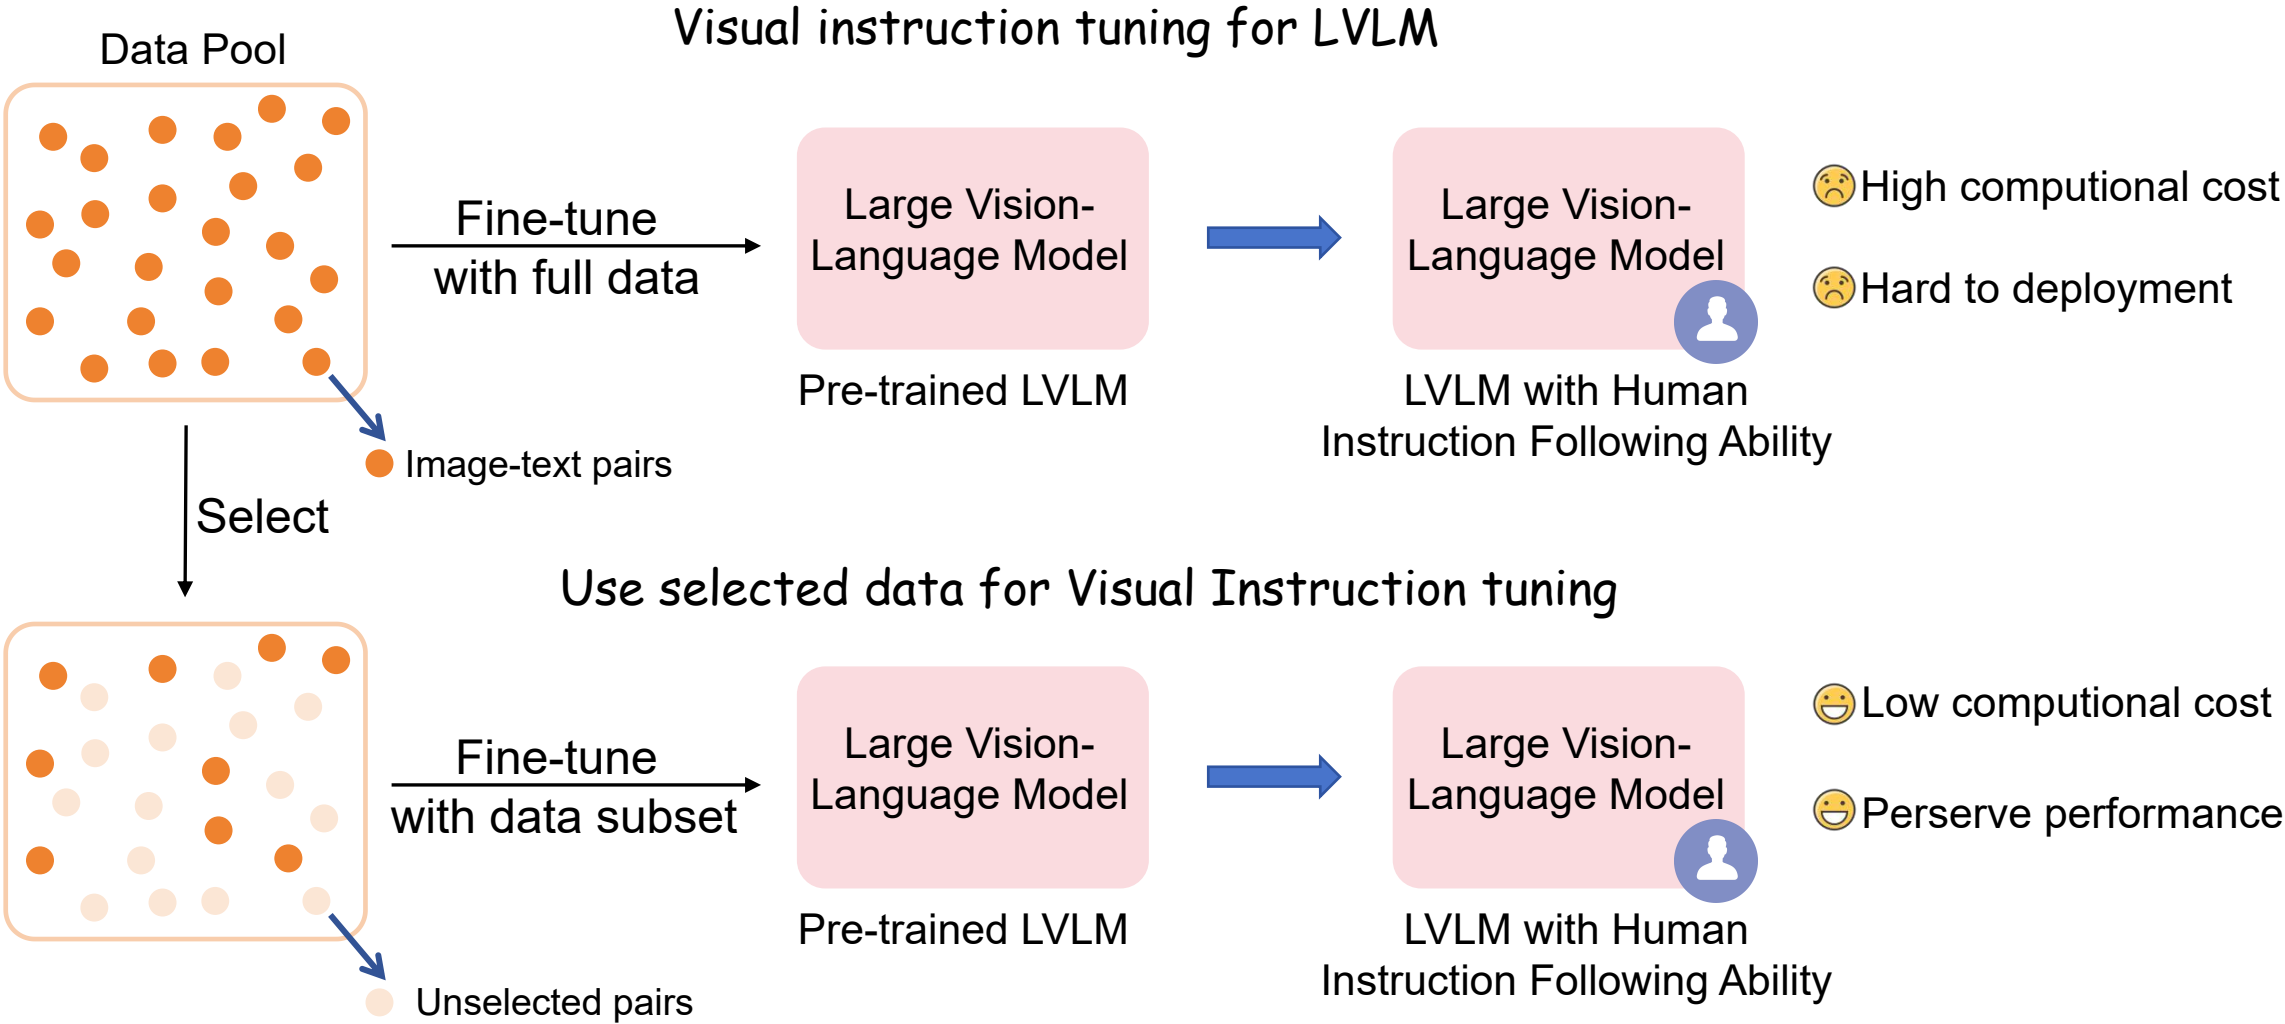 Visual instruction tuning for LVLM
Data Pool
Fine-tune
with full data
Large Vision-
Language Model
Pre-trained LVLM
Large Vision-
Language Model
LVLM with Human
Instruction Following Ability
High computional cost
Hard to deployment
Image-text pairs
Select
Use selected data for Visual Instruction tuning
Fine-tune
with data subset
Large Vision-
Language Model
Pre-trained LVLM
Large Vision-
Language Model
LVLM with Human
Instruction Following Ability
Low computional cost
Perserve performance
Unselected pairs